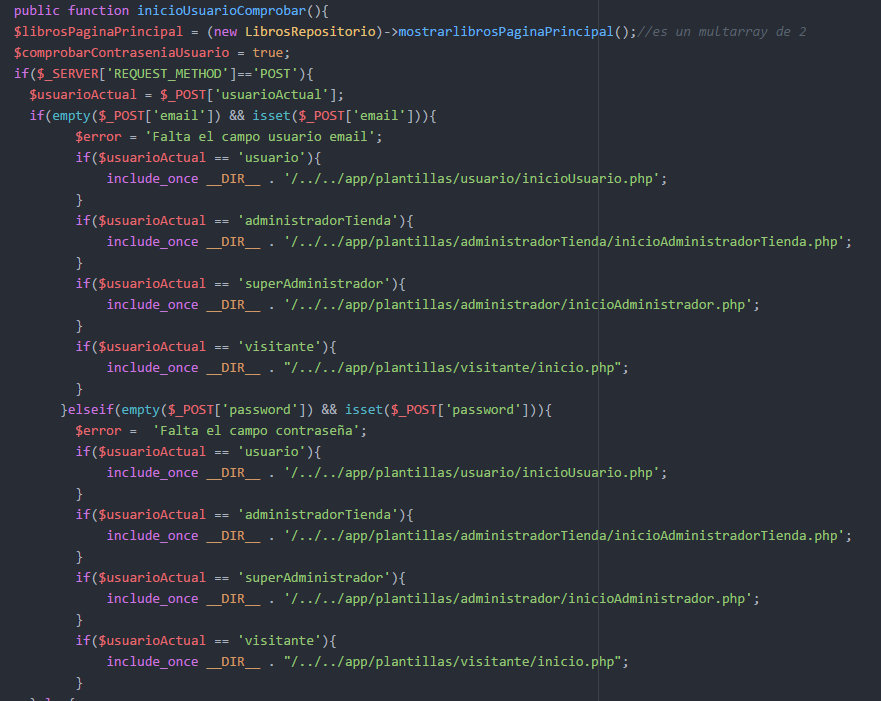 public function inicioUsuarioComprobar(){
$librosPaginaPrincipal = (new LibrosRepositorio)->mostrarlibrosPaginaPrincipal();//es un multarray de 2
$comprobarContraseniaUsuario = true;
if($_SERVER['REQUEST_METHOD']=='POST'){
  $usuarioActual = $_POST['usuarioActual'];
  if(empty($_POST['email']) && isset($_POST['email'])){
        $error = 'Falta el campo usuario email';
        if($usuarioActual == 'usuario'){
            include_once __DIR__ . '/../../app/plantillas/usuario/inicioUsuario.php';
        }
        if($usuarioActual == 'administradorTienda'){
            include_once __DIR__ . '/../../app/plantillas/administradorTienda/inicioAdministradorTienda.php';
        }
        if($usuarioActual == 'superAdministrador'){
            include_once __DIR__ . '/../../app/plantillas/administrador/inicioAdministrador.php';
        }
        if($usuarioActual == 'visitante'){
            include_once __DIR__ . "/../../app/plantillas/visitante/inicio.php";
        }
      }elseif(empty($_POST['password']) && isset($_POST['password'])){
        $error =  'Falta el campo contraseña';
        if($usuarioActual == 'usuario'){
            include_once __DIR__ . '/../../app/plantillas/usuario/inicioUsuario.php';
        }
        if($usuarioActual == 'administradorTienda'){
            include_once __DIR__ . '/../../app/plantillas/administradorTienda/inicioAdministradorTienda.php';
        }
        if($usuarioActual == 'superAdministrador'){
            include_once __DIR__ . '/../../app/plantillas/administrador/inicioAdministrador.php';
        }
        if($usuarioActual == 'visitante'){
            include_once __DIR__ . "/../../app/plantillas/visitante/inicio.php";
        }